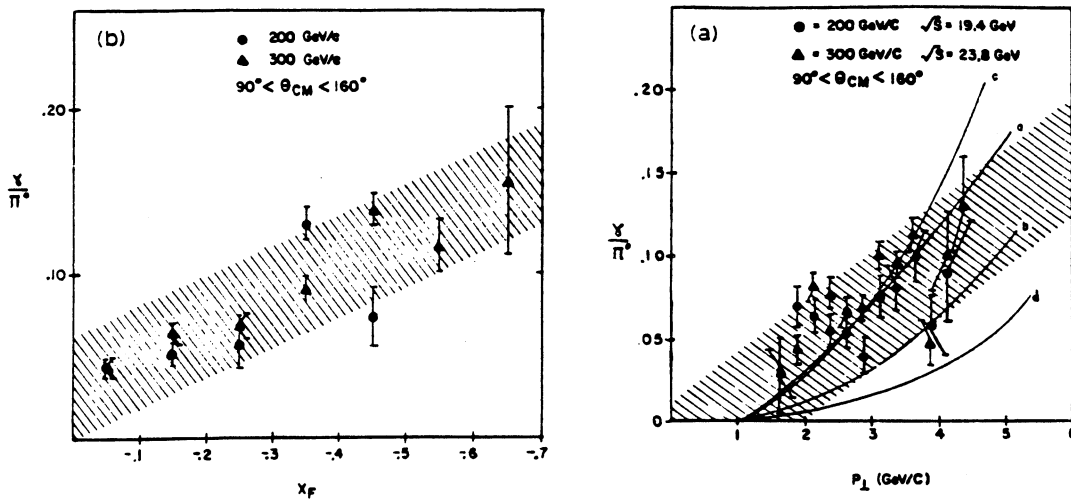 (b)
● 200 GeV/c
▲ 300 GeV/c
90° < θCM < 160°
.20
.10
γ/π°
-.1 -.2 -.3 -.4 -.5 -.6 -.7
XF
(a)
● = 200 GeV/C √S = 19.4 GeV
▲ = 300 GeV/C √S = 23.8 GeV
90° < θCM < 160°
c
a
b
d
.20
.15
.10
.05
0
γ/π°
1 2 3 4 5 6
P⊥ (GeV/C)